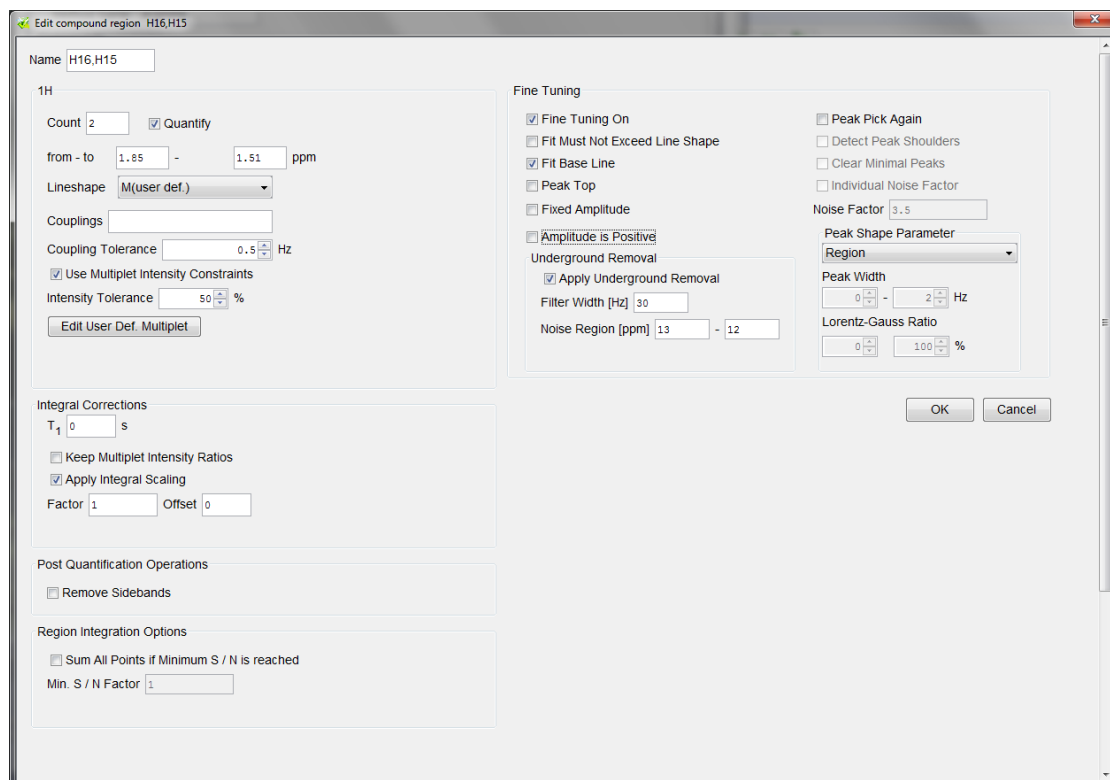 Edit compound region H16,H15
Name H16,H15
1H
Count 2 Quantify
from - to 1.85 - 1.51 ppm
Lineshape M(user def.)
Couplings
Coupling Tolerance 0.5 Hz
Use Multiplet Intensity Constraints
Intensity Tolerance 50 %
Edit User Def. Multiplet
Integral Corrections
T1 0 s
Keep Multiplet Intensity Ratios
Apply Integral Scaling
Factor 1 Offset 0
Post Quantification Operations
Remove Sidebands
Region Integration Options
Sum All Points if Minimum S / N is reached
Min. S / N Factor 1
Fine Tuning
Fine Tuning On
Fit Must Not Exceed Line Shape
Fit Base Line
Peak Top
Fixed Amplitude
Amplitude is Positive
Underground Removal
Apply Underground Removal
Filter Width [Hz] 30
Noise Region [ppm] 13 - 12
Peak Pick Again
Detect Peak Shoulders
Clear Minimal Peaks
Individual Noise Factor
Noise Factor 3.5
Peak Shape Parameter
Region
Peak Width
0 - 2 Hz
Lorentz-Gauss Ratio
0 100 %
OK Cancel